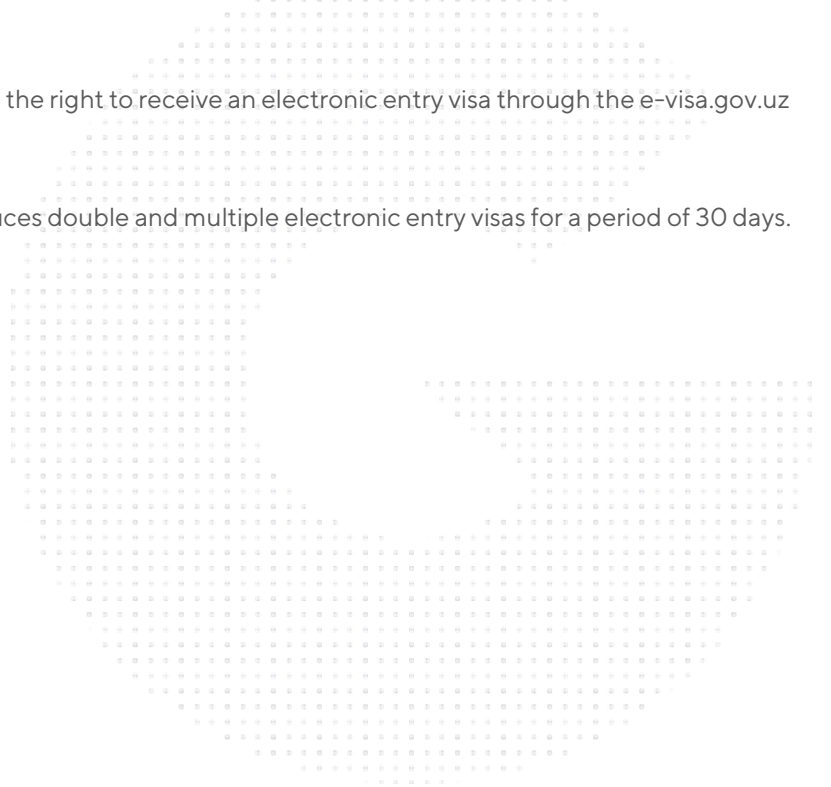 the right to receive an electronic entry visa through the e-visa.gov.uz
double and multiple electronic entry visas for a period of 30 days.